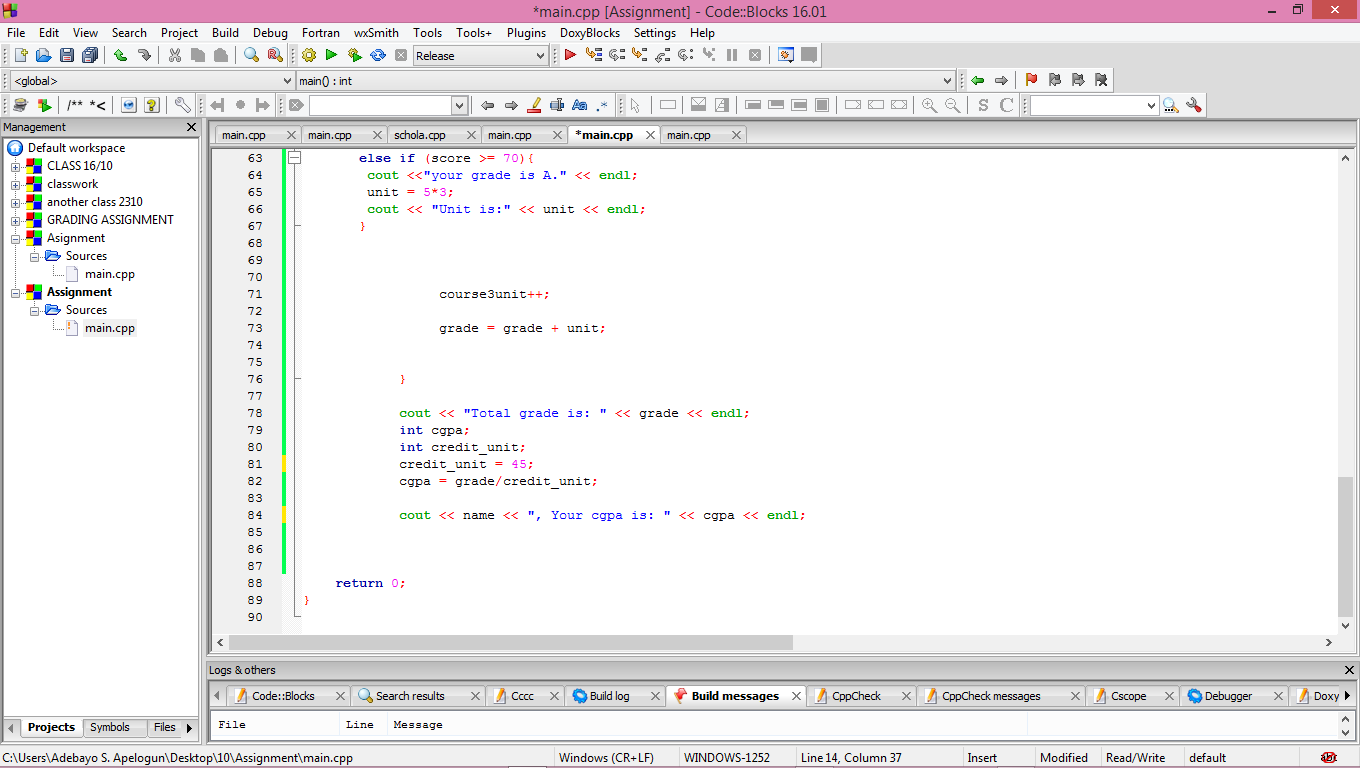 *main.cpp [Assignment] - Code::Blocks 16.01
File Edit View Search Project Build Debug Fortran wxSmith Tools Tools+ Plugins DoxyBlocks Settings Help
Release
<global> main() : int
/** *<
Aa .* S C
Management
main.cpp main.cpp schola.cpp main.cpp *main.cpp main.cpp
Default workspace
CLASS 16/10
classwork
another class 2310
GRADING ASSIGNMENT
Asignment
Sources
main.cpp
Assignment
Sources
main.cpp
63 else if (score >= 70){
64 cout <<"your grade is A." << endl;
65 unit = 5*3;
66 cout << "Unit is:" << unit << endl;
67 }
68
69
70
71 course3unit++;
72
73 grade = grade + unit;
74
75
76 }
77
78 cout << "Total grade is: " << grade << endl;
79 int cgpa;
80 int credit_unit;
81 credit_unit = 45;
82 cgpa = grade/credit_unit;
83
84 cout << name << ", Your cgpa is: " << cgpa << endl;
85
86
87
88 return 0;
89 }
90
Projects Symbols Files
Logs & others
Code::Blocks Search results Cccc Build log Build messages CppCheck CppCheck messages Cscope Debugger Doxy
File Line Message
C:\Users\Adebayo S. Apelogun\Desktop\10\Assignment\main.cpp Windows (CR+LF) WINDOWS-1252 Line 14, Column 37 Insert Modified Read/Write default